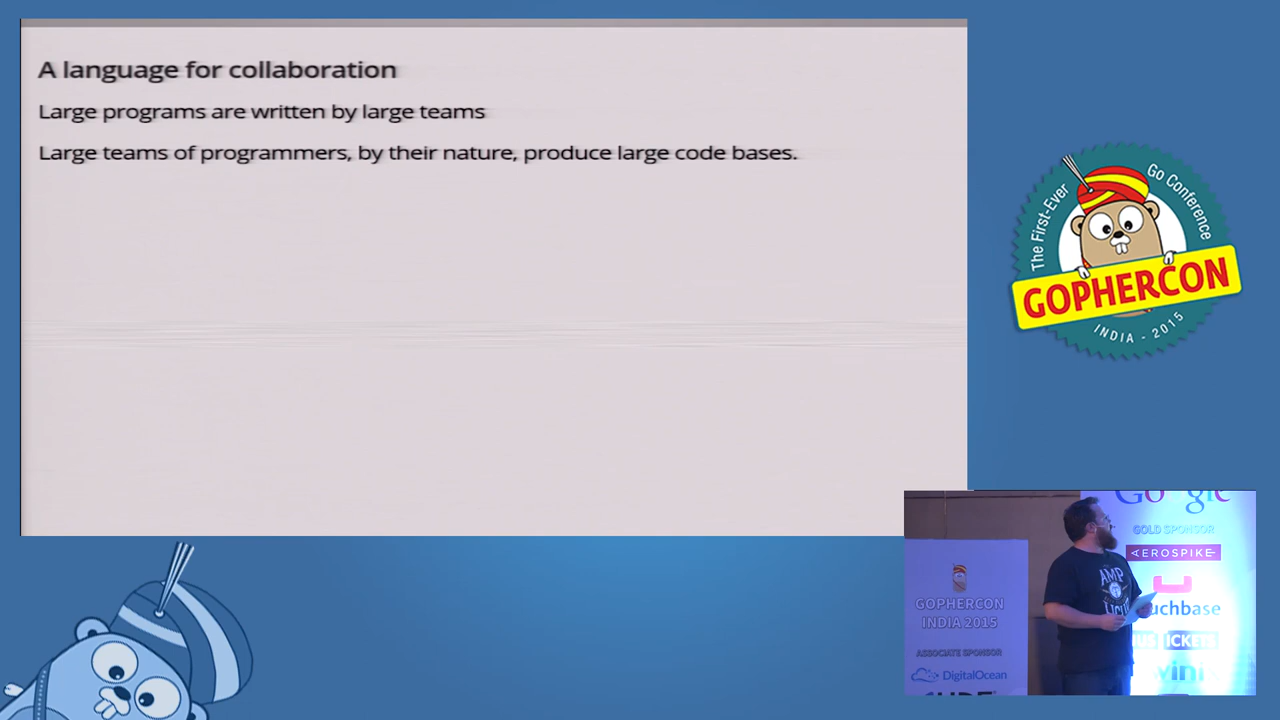 A language for collaboration
Large programs are written by large teams
Large teams of programmers, by their nature, produce large code bases.
The First-Ever Go Conference
GOPHERCON
INDIA - 2015
Google
GOLD SPONSOR
AEROSPIKE
GOPHERCON
INDIA 2015
ASSOCIATE SPONSOR
DigitalOcean
AMP